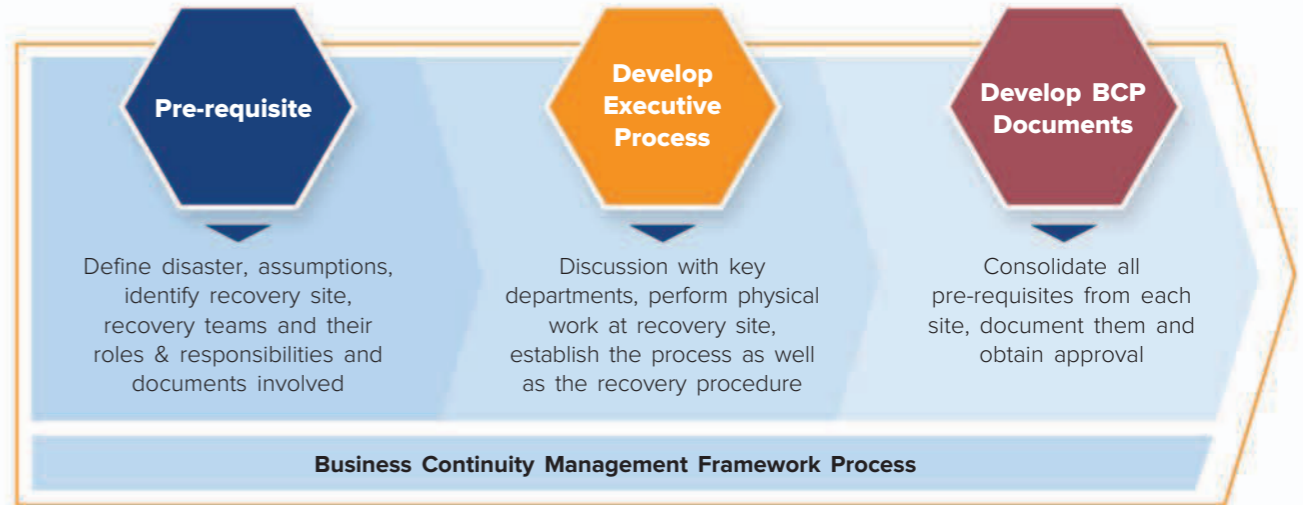 Pre-requisite
Define disaster, assumptions,
identify recovery site,
recovery teams and their
roles & responsibilities and
documents involved
Develop
Executive
Process
Discussion with key
departments, perform physical
work at recovery site,
establish the process as well
as the recovery procedure
Develop BCP
Documents
Consolidate all
pre-requisites from each
site, document them and
obtain approval
Business Continuity Management Framework Process